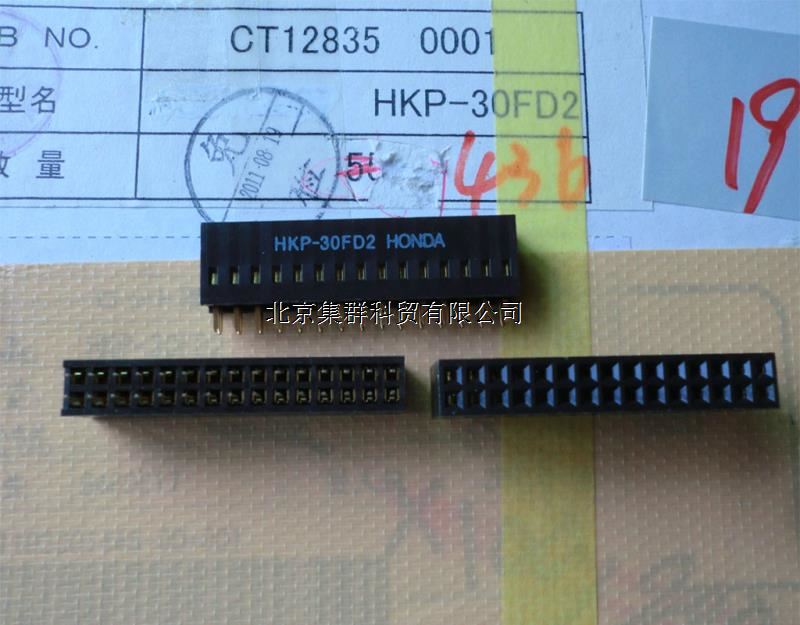 B NO.
CT12835 0001
型名
HKP-30FD2
数量
436
19
2011-08-19
HKP-30FD2 HONDA
北京集群科贸有限公司